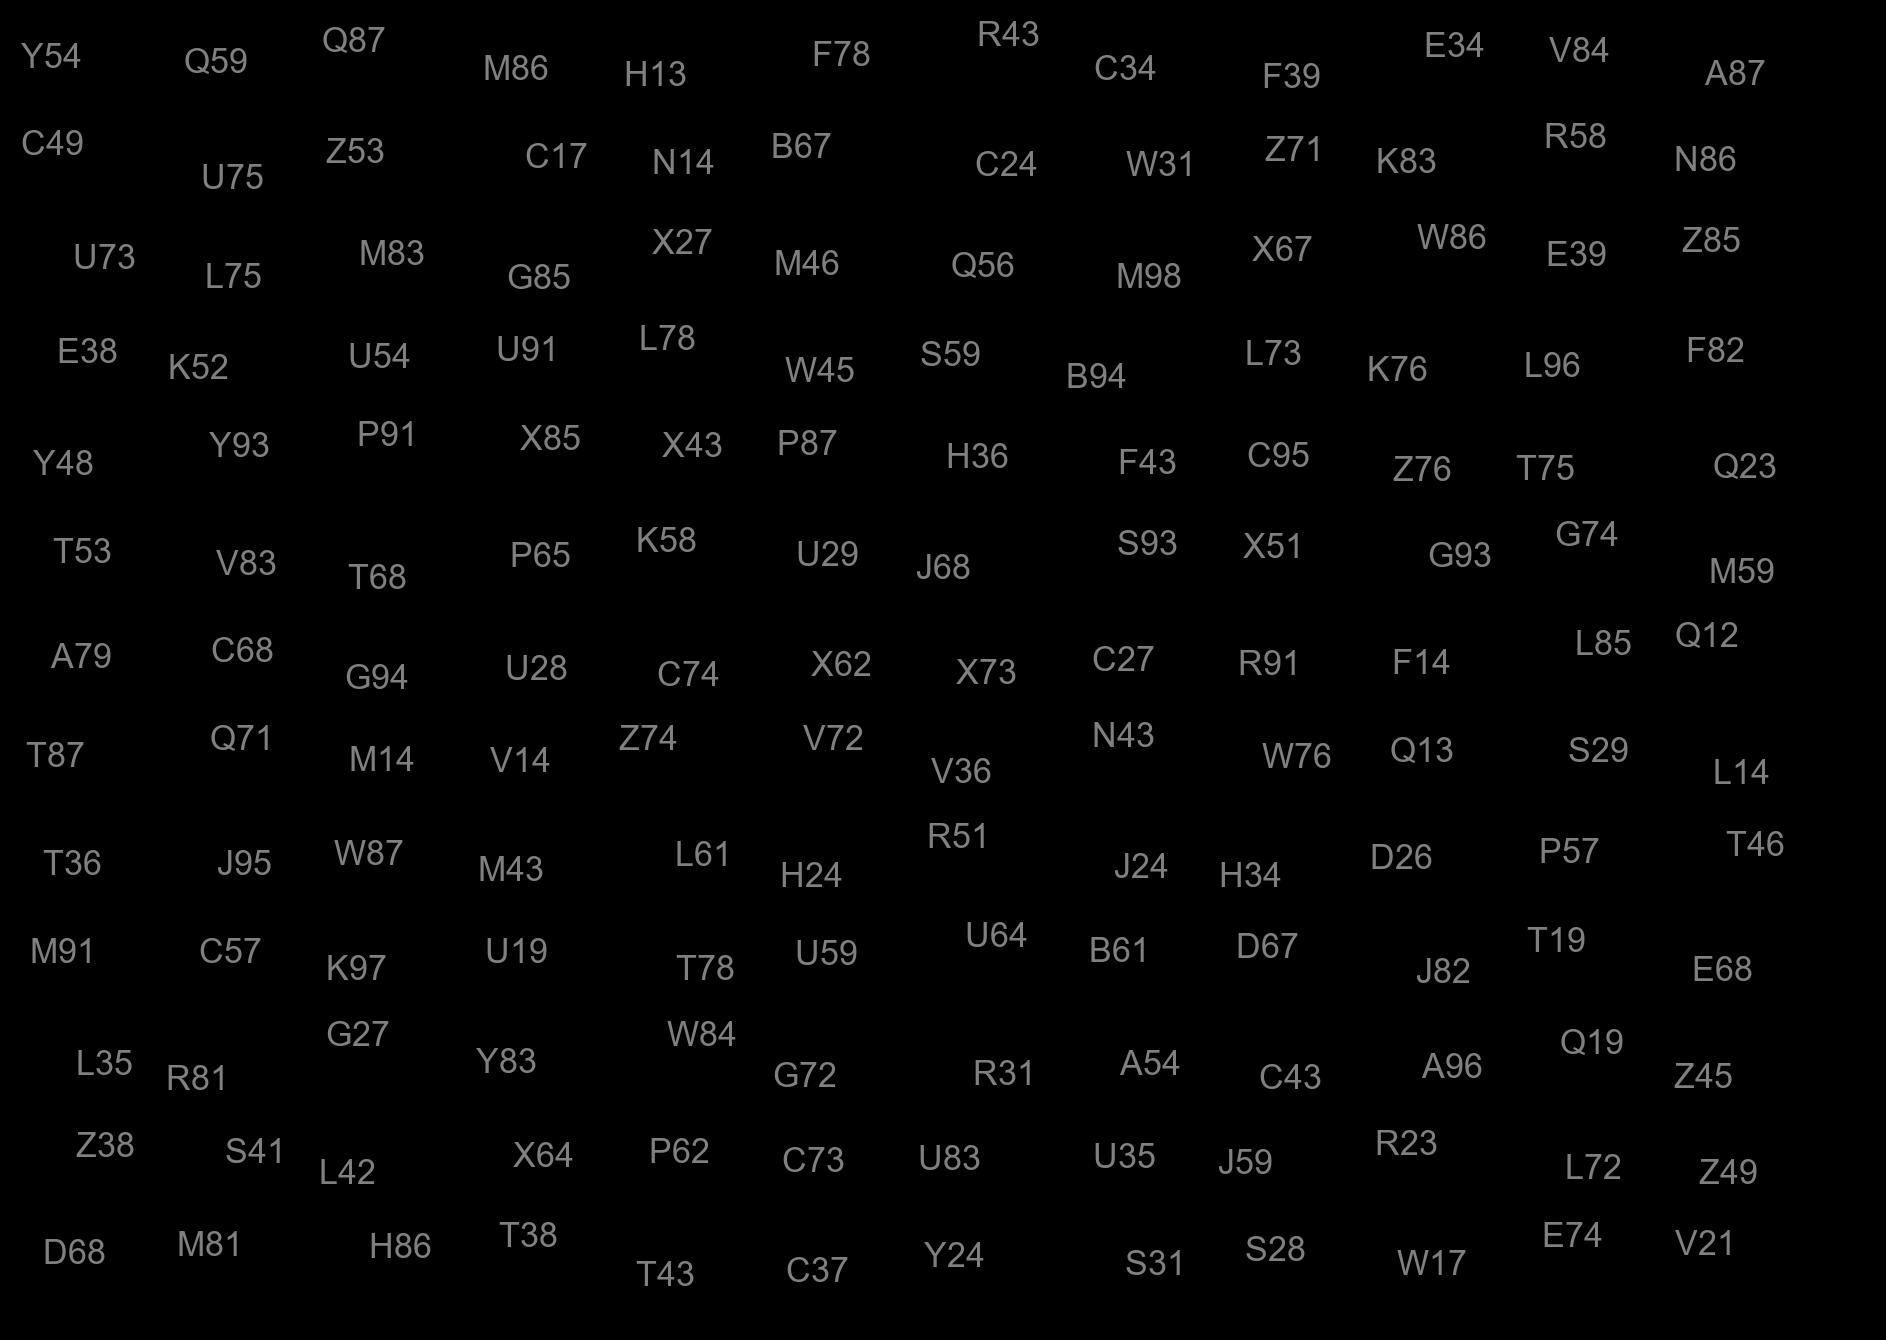 Y54 Q59 Q87 M86 H13 F78 R43 C34 F39 E34 V84 A87
C49 U75 Z53 C17 N14 B67 C24 W31 Z71 K83 R58 N86
U73 L75 M83 G85 X27 M46 Q56 M98 X67 W86 E39 Z85
E38 K52 U54 U91 L78 W45 S59 B94 L73 K76 L96 F82
Y48 Y93 P91 X85 X43 P87 H36 F43 C95 Z76 T75 Q23
T53 V83 T68 P65 K58 U29 J68 S93 X51 G93 G74 M59
A79 C68 G94 U28 C74 X62 X73 C27 R91 F14 L85 Q12
T87 Q71 M14 V14 Z74 V72 V36 N43 W76 Q13 S29 L14
T36 J95 W87 M43 L61 H24 R51 J24 H34 D26 P57 T46
M91 C57 K97 U19 T78 U59 U64 B61 D67 J82 T19 E68
L35 R81 G27 Y83 W84 G72 R31 A54 C43 A96 Q19 Z45
Z38 S41 L42 X64 P62 C73 U83 U35 J59 R23 L72 Z49
D68 M81 H86 T38 T43 C37 Y24 S31 S28 W17 E74 V21